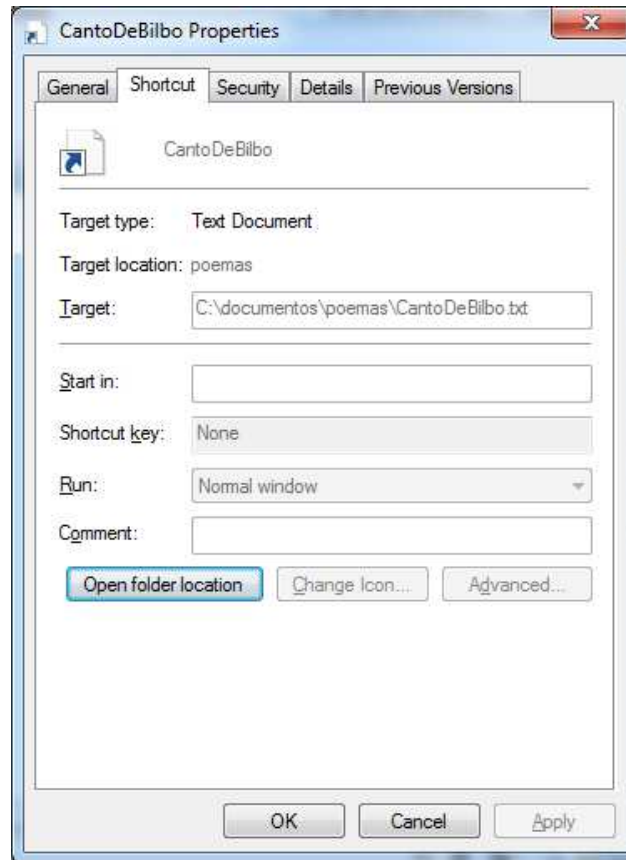 CantoDeBilbo Properties
General Shortcut Security Details Previous Versions
CantoDeBilbo
Target type: Text Document
Target location: poemas
Target: C:\documentos\poemas\CantoDeBilbo.txt
Start in:
Shortcut key: None
Run: Normal window
Comment:
Open folder location Change Icon... Advanced...
OK Cancel Apply